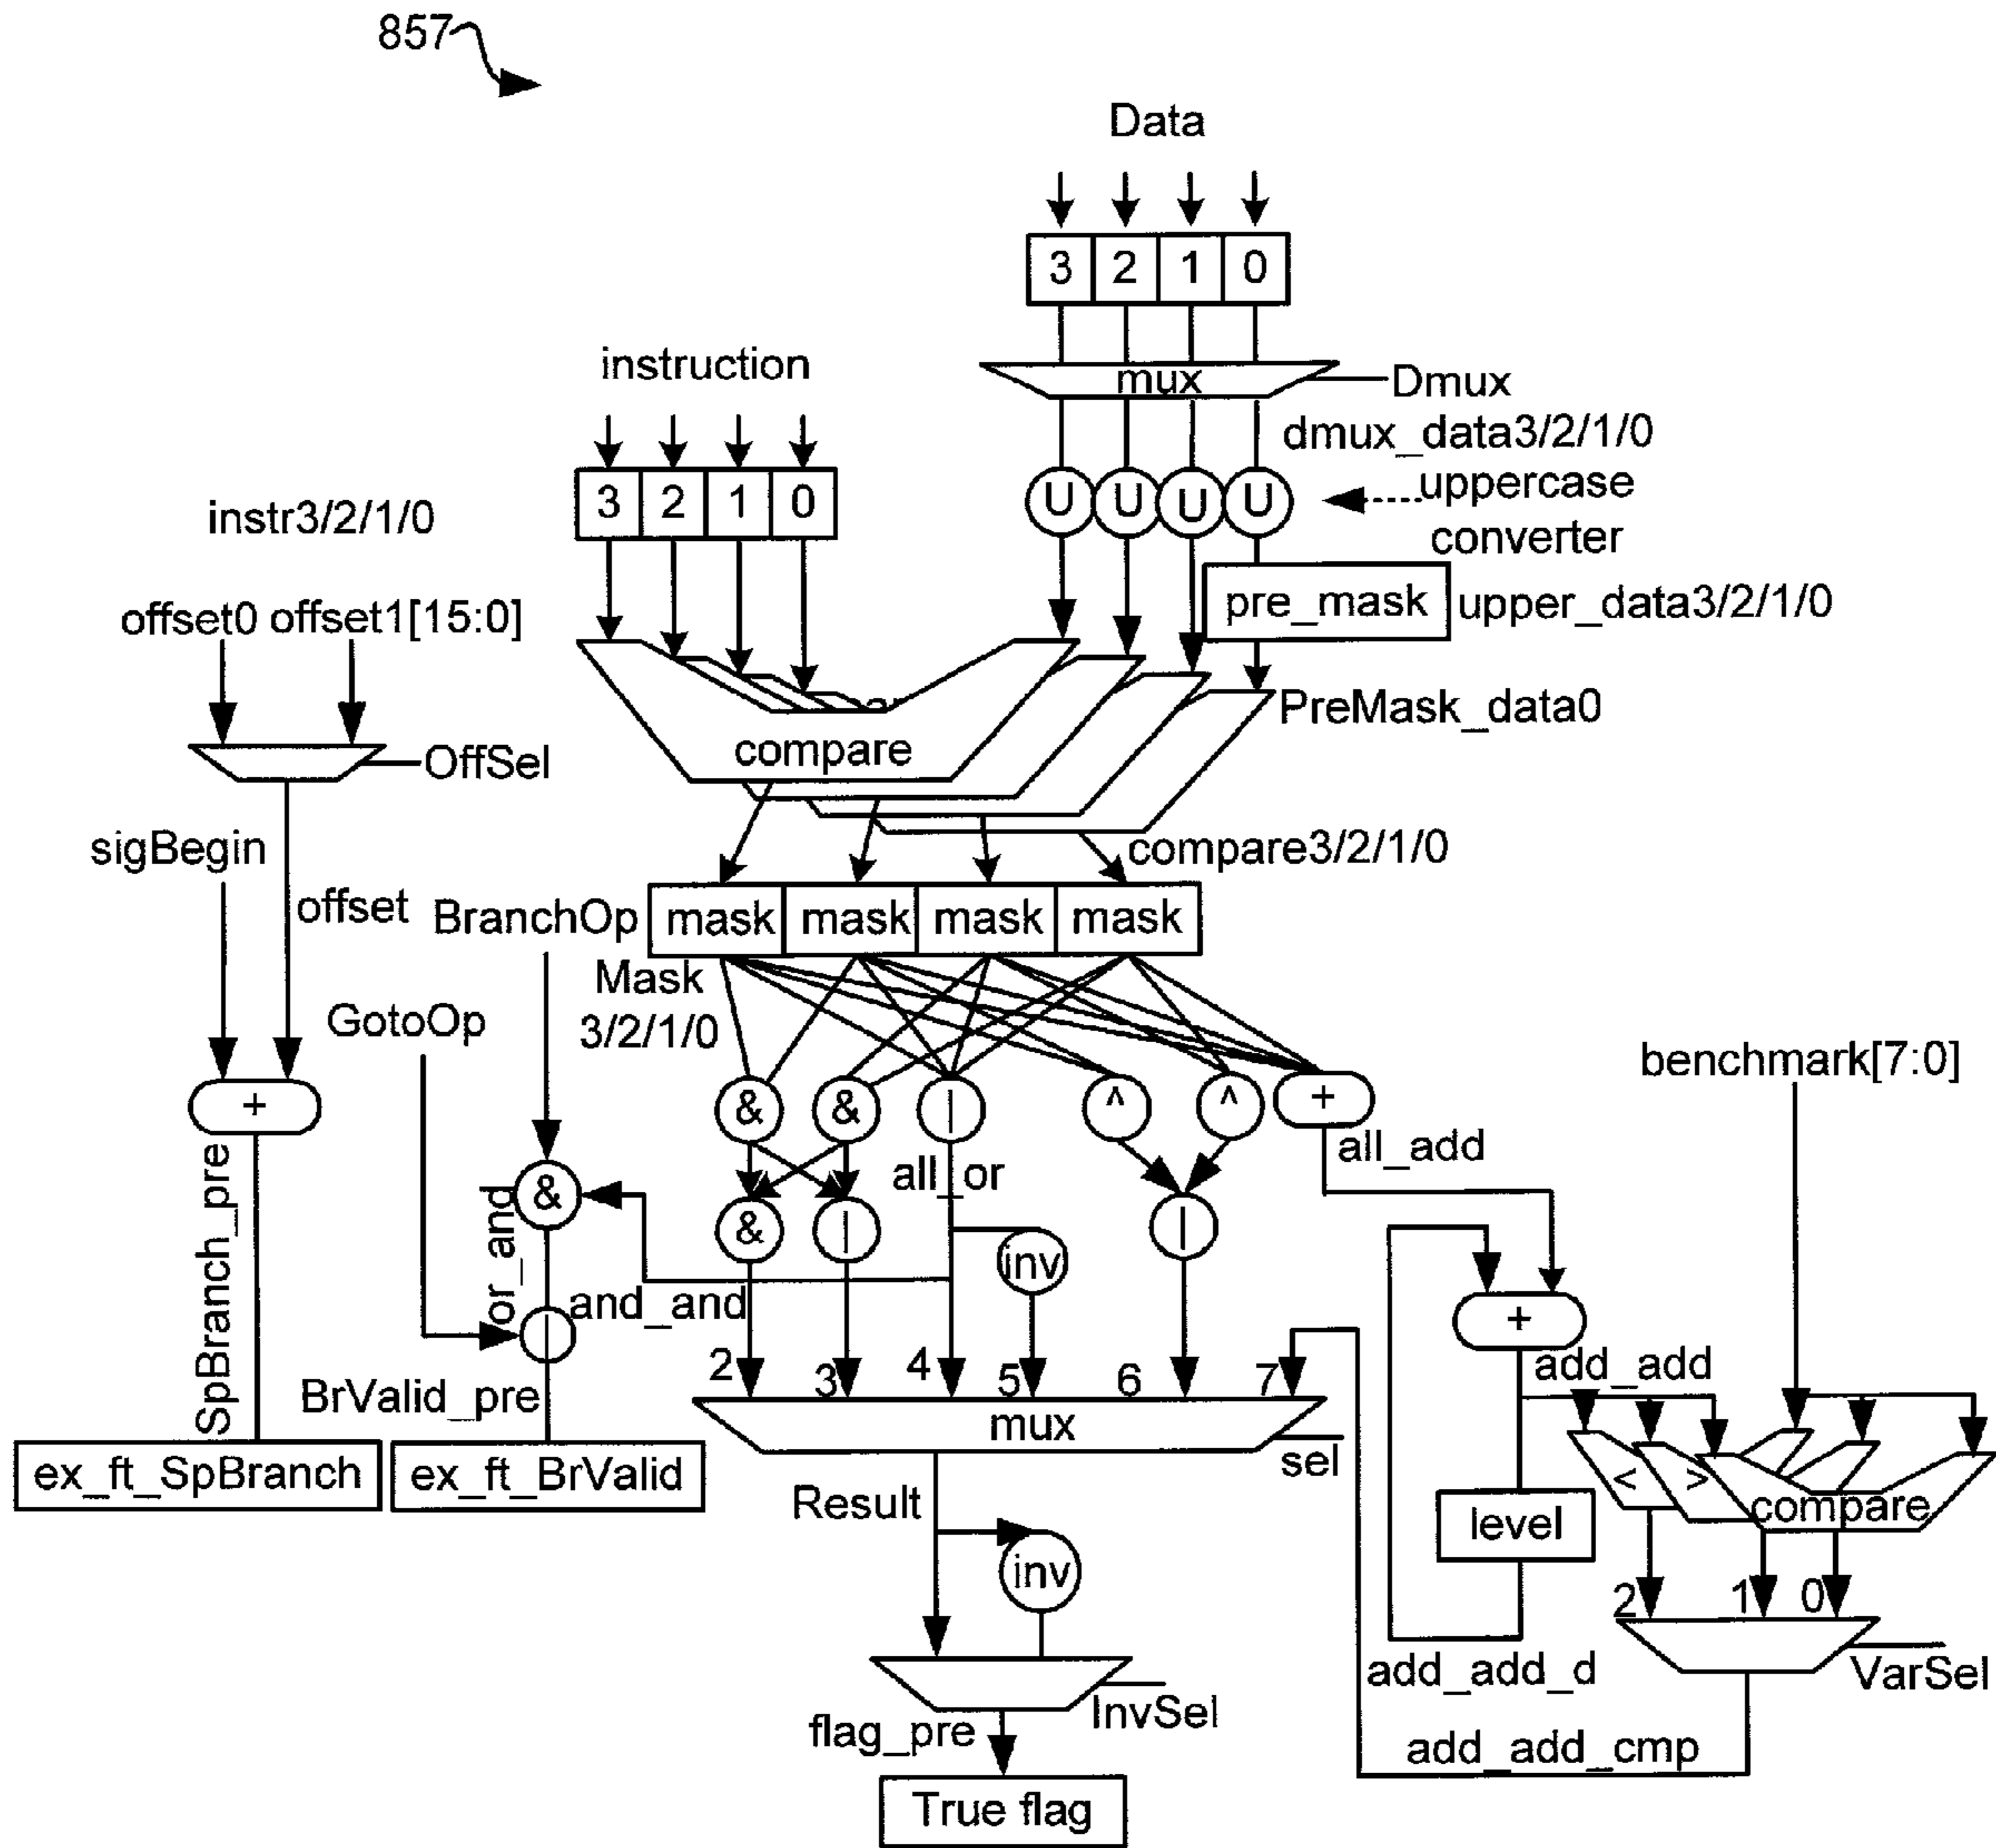 857
Data
3 2 1 0
instruction
mux
Dmux
dmux_data3/2/1/0
3 2 1 0
U U U U
uppercase
converter
instr3/2/1/0
pre_mask
upper_data3/2/1/0
offset0 offset1[15:0]
PreMask_data0
compare
OffSel
sigBegin
compare3/2/1/0
offset
BranchOp
mask mask mask mask
Mask
3/2/1/0
GotoOp
benchmark[7:0]
+
& & | ^ ^ +
all_add
SpBranch_pre
&
or_and
all_or
& | |
inv
and_and
|
+
add_add
2 3 4 5 6 7
BrValid_pre
mux
sel
ex_ft_SpBranch
ex_ft_BrValid
< >
compare
Result
level
inv
2 1 0
add_add_d
VarSel
InvSel
flag_pre
add_add_cmp
True flag